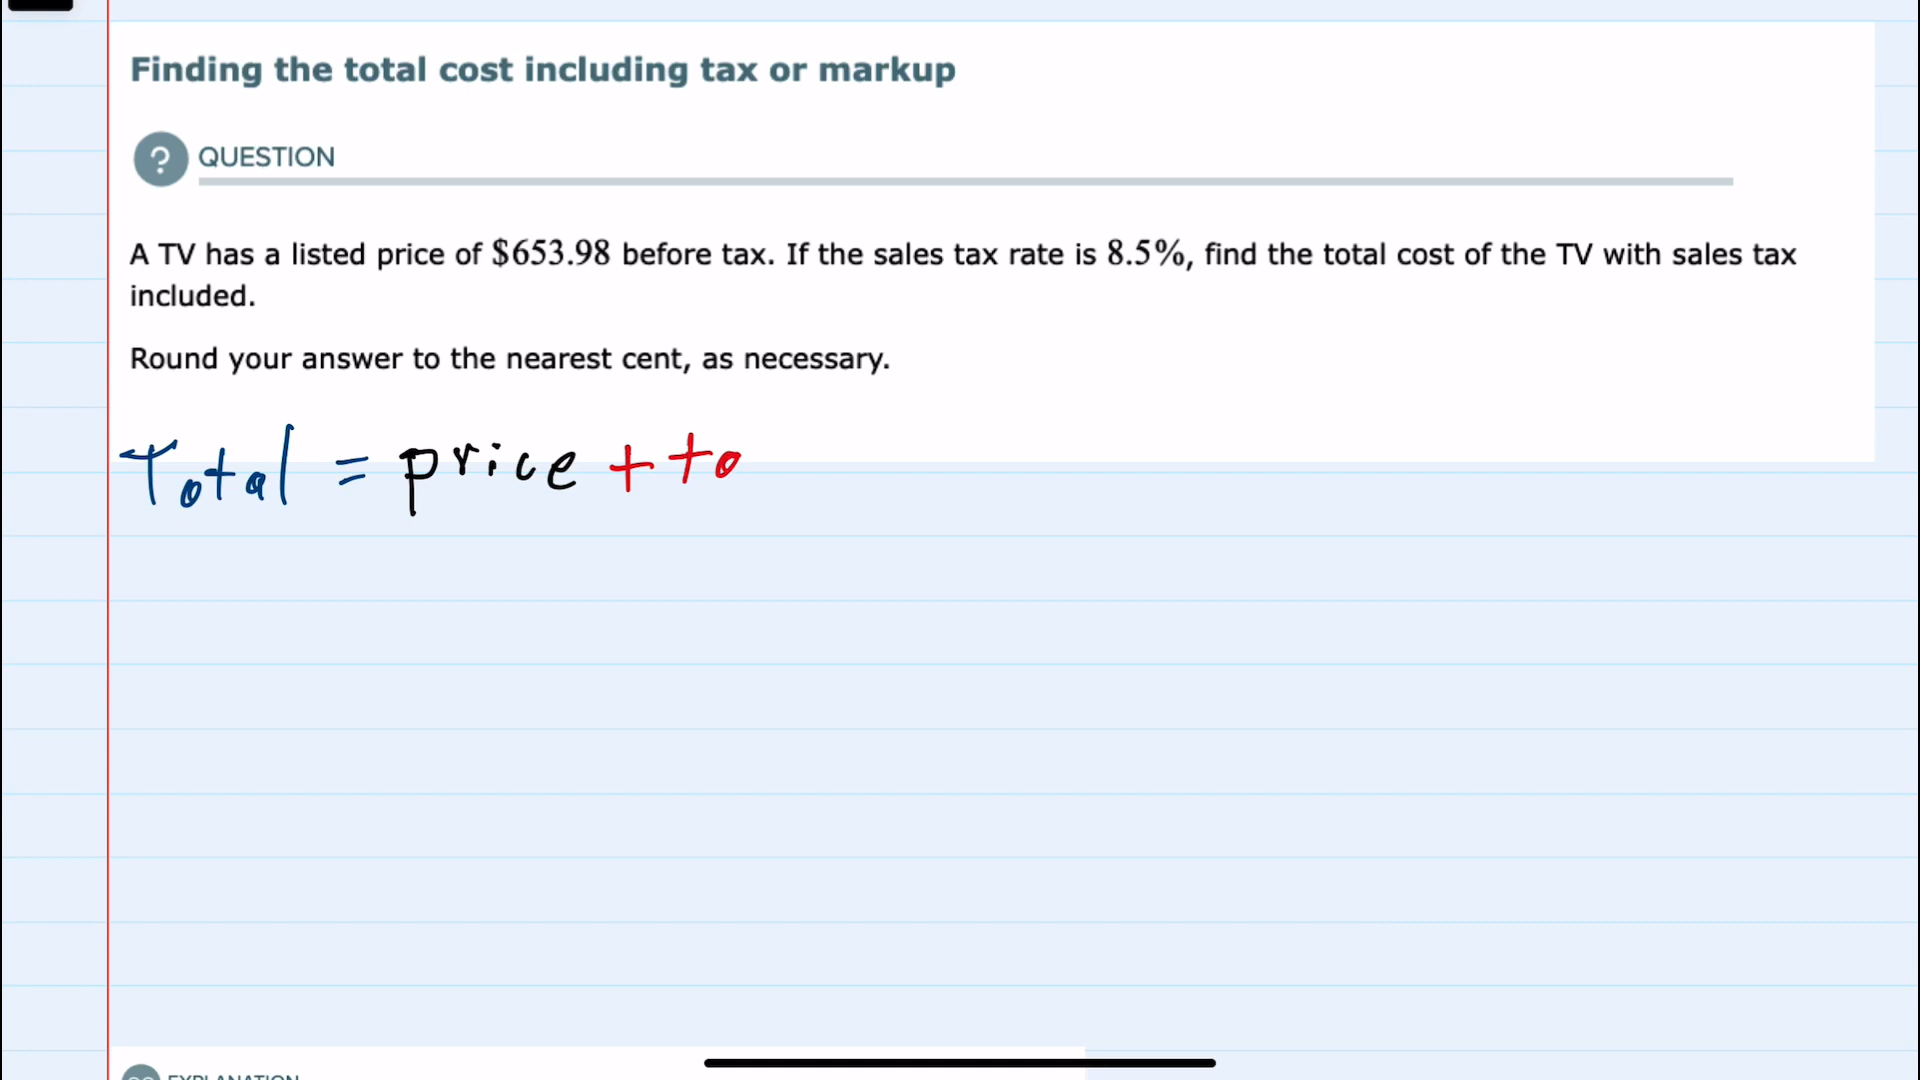 Finding the total cost including tax or markup
? QUESTION
A TV has a listed price of $653.98 before tax. If the sales tax rate is 8.5%, find the total cost of the TV with sales tax
included.
Round your answer to the nearest cent, as necessary.
Total = price + to
EXPLANATION